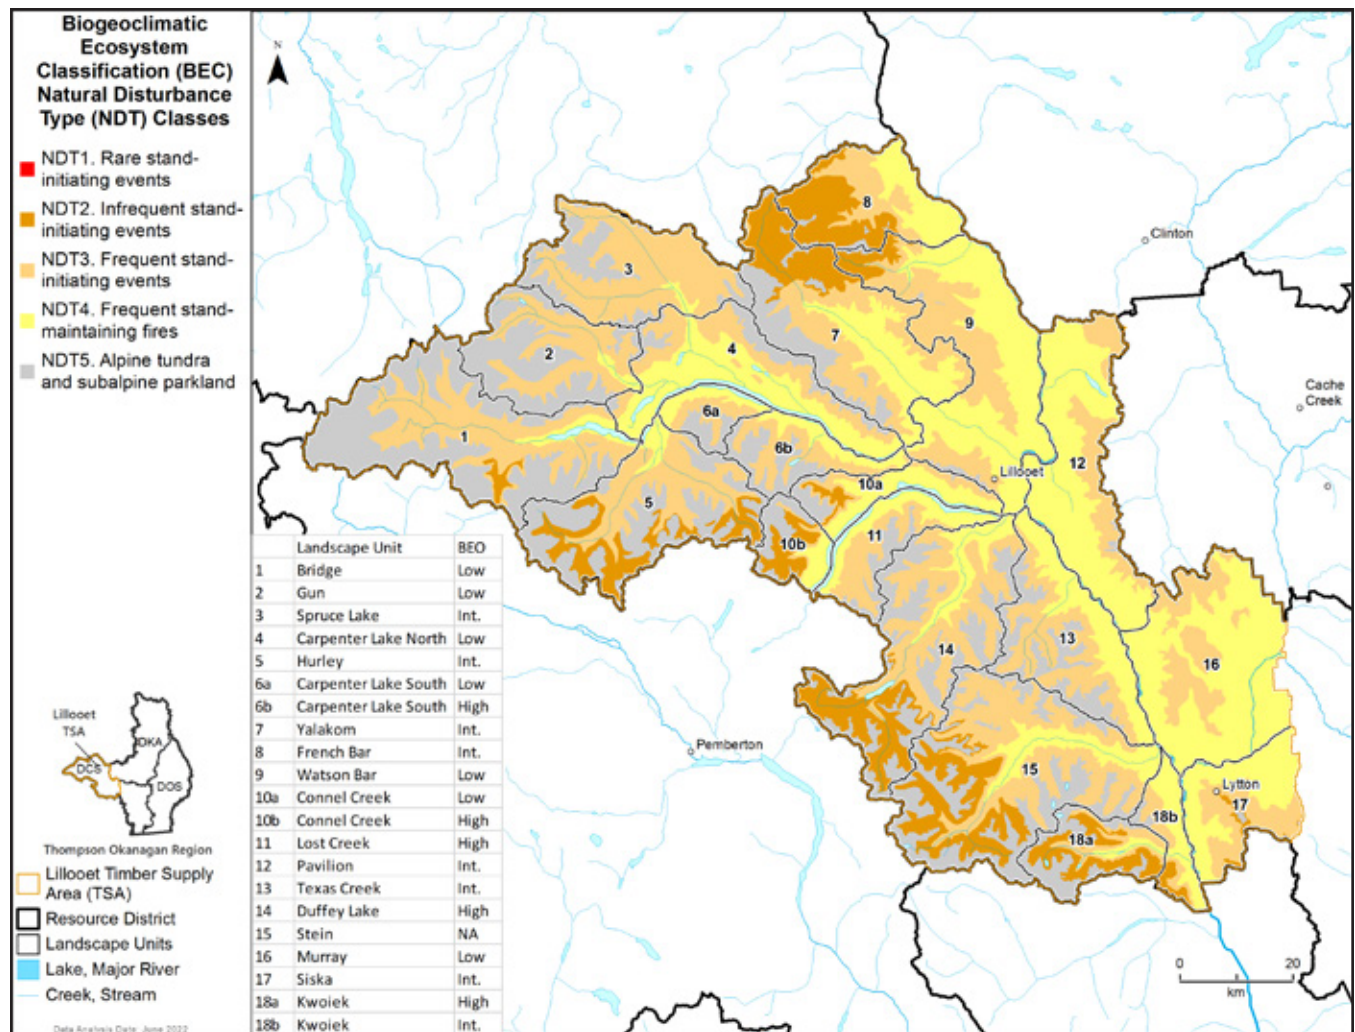 Biogeoclimatic
Ecosystem
Classification (BEC)
Natural Disturbance
Type (NDT) Classes
NDT1. Rare stand-
initiating events
NDT2. Infrequent stand-
initiating events
NDT3. Frequent stand-
initiating events
NDT4. Frequent stand-
maintaining fires
NDT5. Alpine tundra
and subalpine parkland
Lillooet
TSA
DKA
DCS
DOS
Thompson Okanagan Region
Lillooet Timber Supply
Area (TSA)
Resource District
Landscape Units
Lake, Major River
Creek, Stream
Data Analysis Date: June 2022
N
8
Clinton
3
9
7
4
2
Cache
Creek
6a
1
6b
12
Lillooet
10a
5
11
10b
13
14
16
Pemberton
15
Lytton
17
18b
18a
0 20
km
Landscape Unit BEO
1 Bridge Low
2 Gun Low
3 Spruce Lake Int.
4 Carpenter Lake North Low
5 Hurley Int.
6a Carpenter Lake South Low
6b Carpenter Lake South High
7 Yalakom Int.
8 French Bar Int.
9 Watson Bar Low
10a Connel Creek Low
10b Connel Creek High
11 Lost Creek High
12 Pavilion Int.
13 Texas Creek Int.
14 Duffey Lake High
15 Stein NA
16 Murray Low
17 Siska Int.
18a Kwoiek High
18b Kwoiek Int.